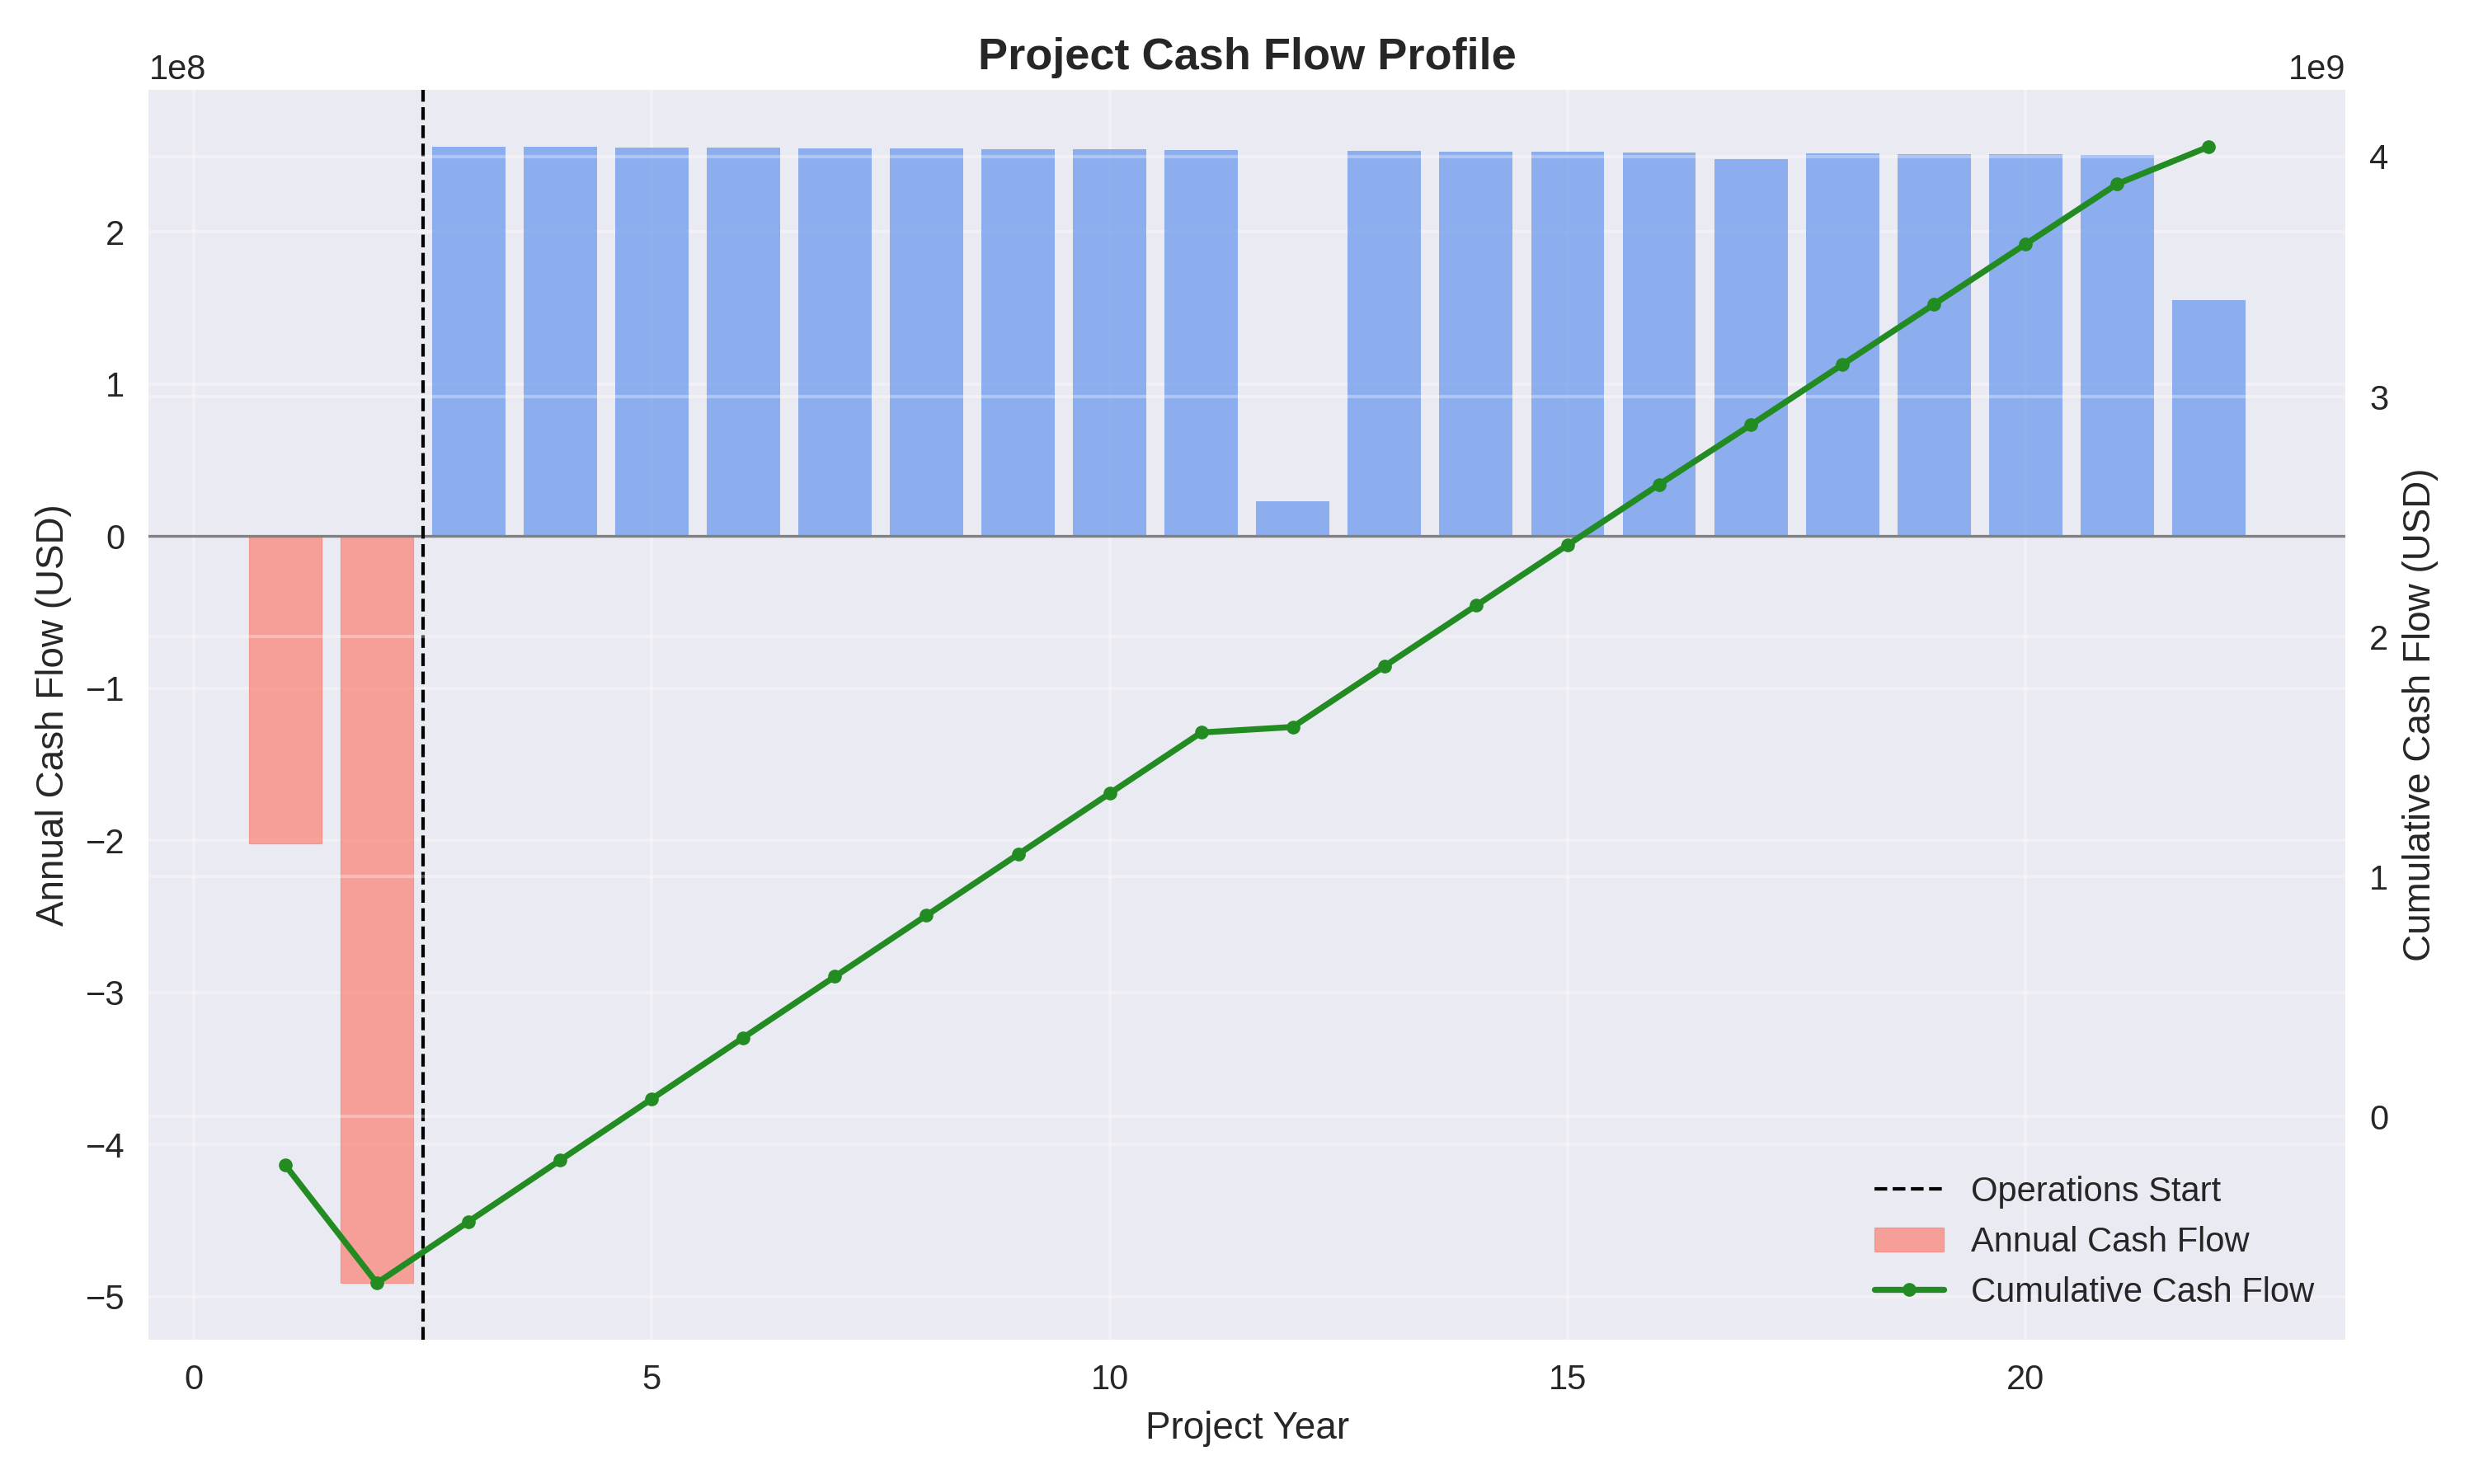 Project Cash Flow Profile
1e8
1e9
Annual Cash Flow (USD)
2
1
0
−1
−2
−3
−4
−5
4
3
2
1
0
Cumulative Cash Flow (USD)
Operations Start
Annual Cash Flow
Cumulative Cash Flow
0
5
10
15
20
Project Year